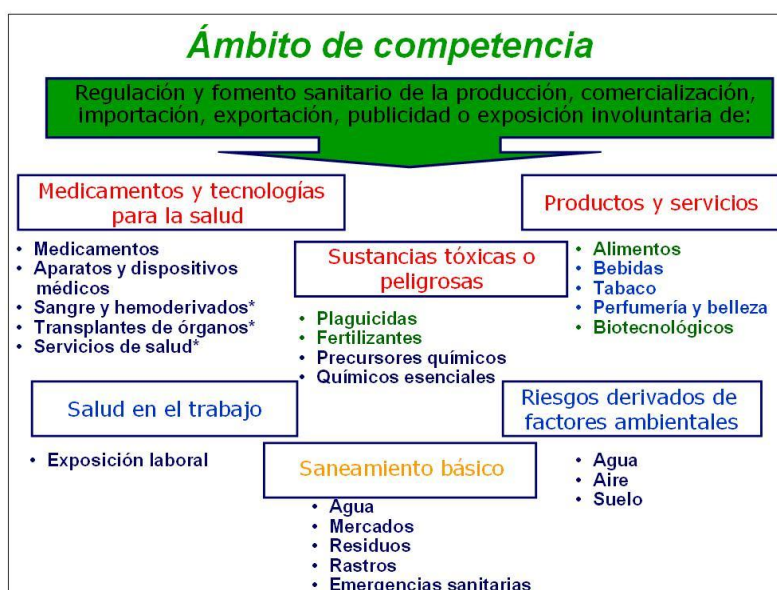 Ámbito de competencia
Regulación y fomento sanitario de la producción, comercialización,
importación, exportación, publicidad o exposición involuntaria de:
Medicamentos y tecnologías
para la salud
• Medicamentos
• Aparatos y dispositivos
médicos
• Sangre y hemoderivados*
• Transplantes de órganos*
• Servicios de salud*
Sustancias tóxicas o
peligrosas
• Plaguicidas
• Fertilizantes
• Precursores químicos
• Químicos esenciales
Productos y servicios
• Alimentos
• Bebidas
• Tabaco
• Perfumería y belleza
• Biotecnológicos
Salud en el trabajo
• Exposición laboral
Saneamiento básico
• Agua
• Mercados
• Residuos
• Rastros
• Emergencias sanitarias
Riesgos derivados de
factores ambientales
• Agua
• Aire
• Suelo